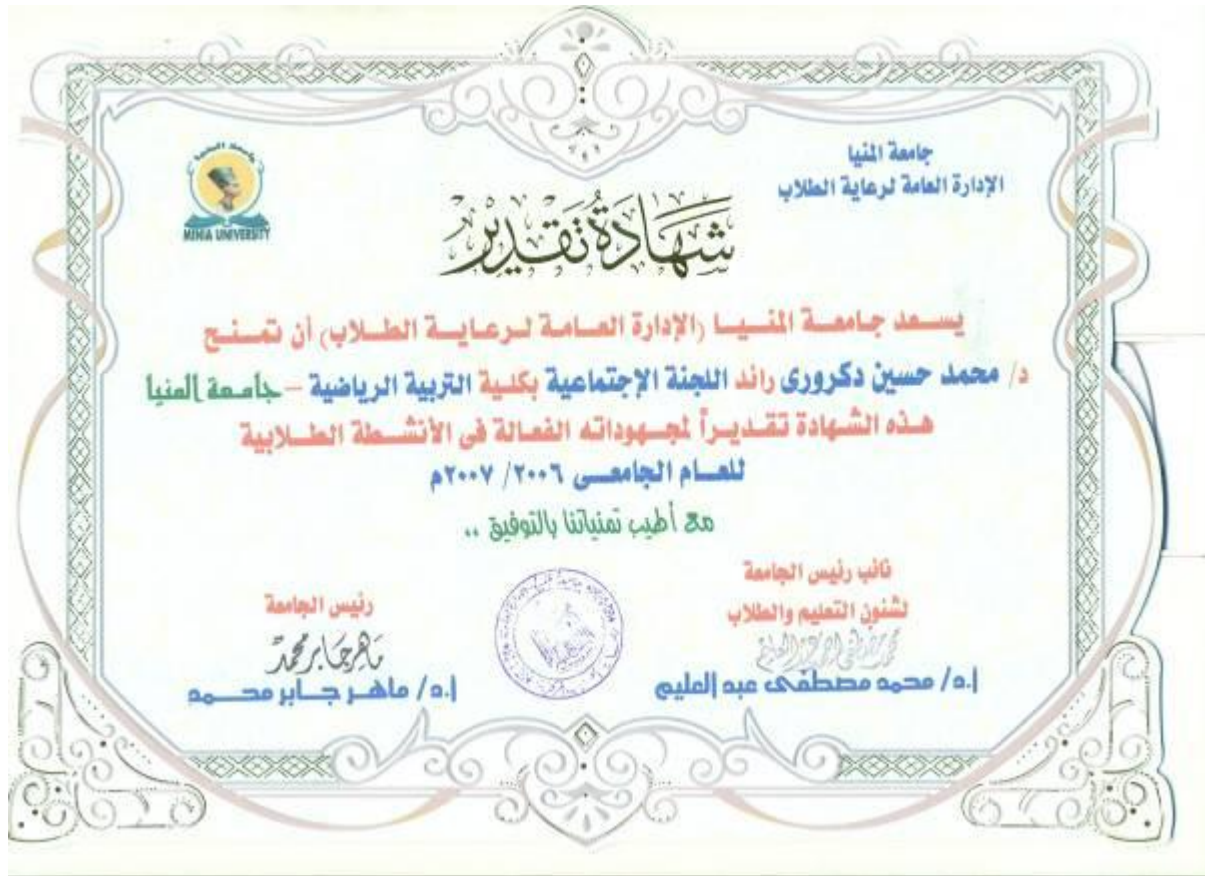 جامعة المنيا
الإدارة العامة لرعاية الطلاب
جامعة المنيا
MINIA UNIVERSITY
شهادة تقدير
يسعد جامعة المنيا (الإدارة العامة لرعاية الطلاب) أن تمنح
د/ محمد حسين دكرورى رائد اللجنة الإجتماعية بكلية التربية الرياضية – جامعة المنيا
هذه الشهادة تقديراً لمجهوداته الفعالة فى الأنشطة الطلابية
للعام الجامعى ٢٠٠٦/ ٢٠٠٧م
مع أطيب تمنياتنا بالتوفيق ..
نائب رئيس الجامعة
لشئون التعليم والطلاب
أ.د/ محمد مصطفى عبد العليم
رئيس الجامعة
ماهر جابر محمد
أ.د/ ماهر جابر محمد